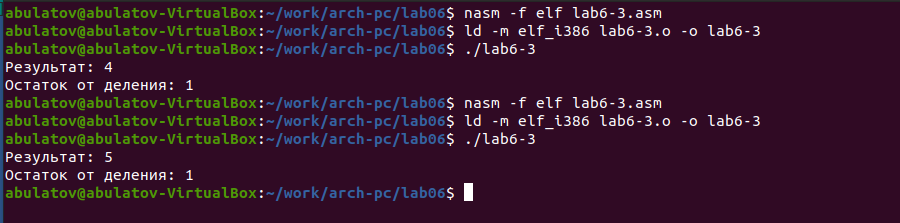 abulatov@abulatov-VirtualBox:~/work/arch-pc/lab06$ nasm -f elf lab6-3.asm
abulatov@abulatov-VirtualBox:~/work/arch-pc/lab06$ ld -m elf_i386 lab6-3.o -o lab6-3
abulatov@abulatov-VirtualBox:~/work/arch-pc/lab06$ ./lab6-3
Результат: 4
Остаток от деления: 1
abulatov@abulatov-VirtualBox:~/work/arch-pc/lab06$ nasm -f elf lab6-3.asm
abulatov@abulatov-VirtualBox:~/work/arch-pc/lab06$ ld -m elf_i386 lab6-3.o -o lab6-3
abulatov@abulatov-VirtualBox:~/work/arch-pc/lab06$ ./lab6-3
Результат: 5
Остаток от деления: 1
abulatov@abulatov-VirtualBox:~/work/arch-pc/lab06$